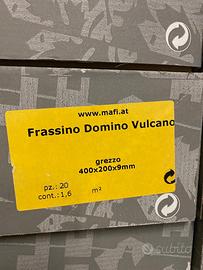 www.mafi.at
Frassino Domino Vulcano
grezzo
400x200x9mm
pz.: 20
cont.: 1,6 m²
subito